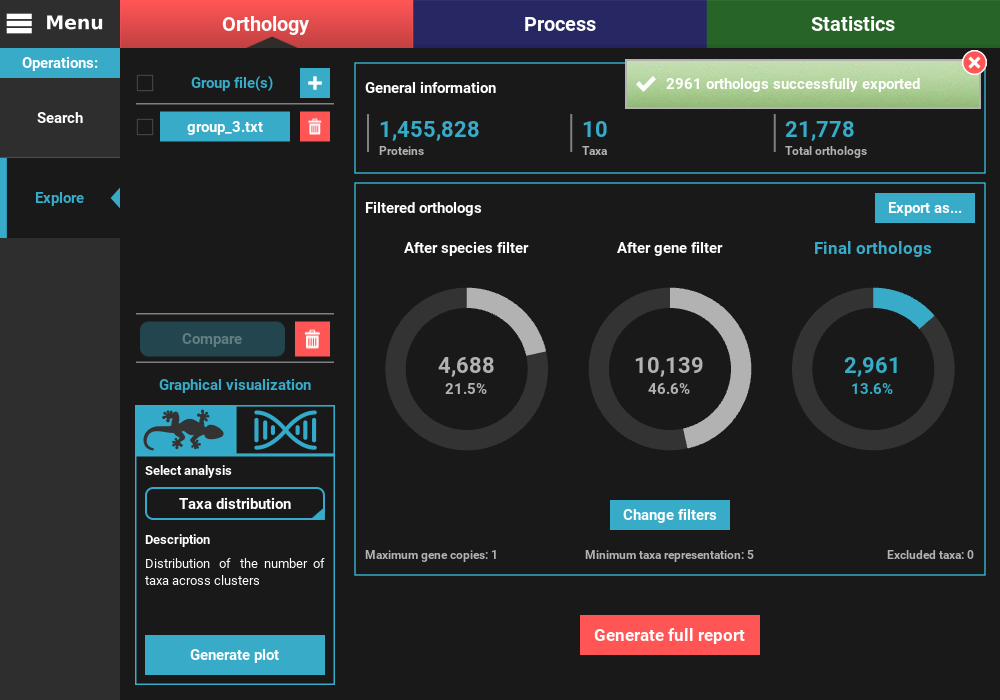 Menu
Orthology
Process
Statistics
Operations:
Search
Explore
Group file(s)
group_3.txt
Compare
Graphical visualization
Select analysis
Taxa distribution
Description
Distribution of the number of
taxa across clusters
Generate plot
General information
2961 orthologs successfully exported
1,455,828
Proteins
10
Taxa
21,778
Total orthologs
Filtered orthologs
Export as...
After species filter
4,688
21.5%
After gene filter
10,139
46.6%
Final orthologs
2,961
13.6%
Change filters
Maximum gene copies: 1
Minimum taxa representation: 5
Excluded taxa: 0
Generate full report